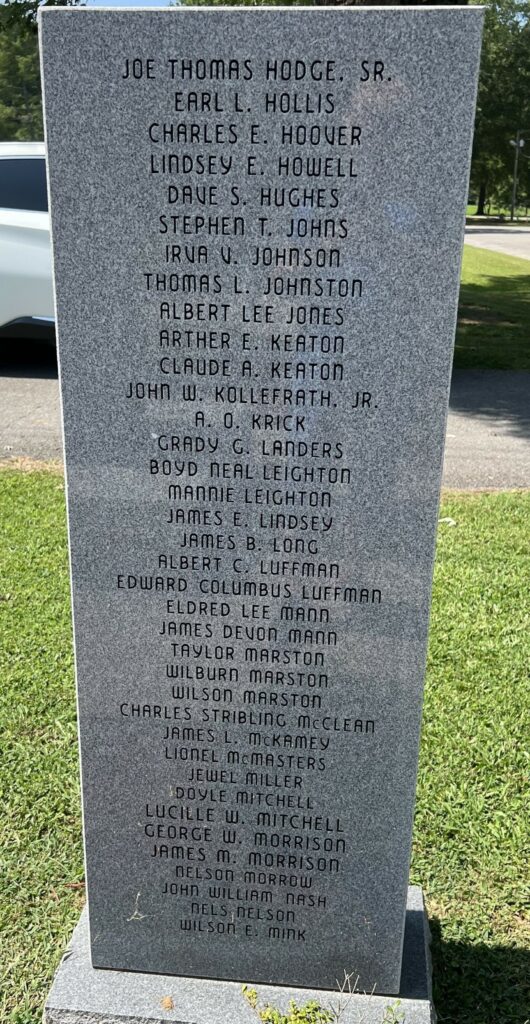 JOE THOMAS HODGE, SR.
EARL L. HOLLIS
CHARLES E. HOOVER
LINDSEY E. HOWELL
DAVE S. HUGHES
STEPHEN T. JOHNS
IRVA V. JOHNSON
THOMAS L. JOHNSTON
ALBERT LEE JONES
ARTHER E. KEATON
CLAUDE A. KEATON
JOHN W. KOLLEFRATH, JR.
A. O. KRICK
GRADY G. LANDERS
BOYD NEAL LEIGHTON
MANNIE LEIGHTON
JAMES E. LINDSEY
JAMES B. LONG
ALBERT C. LUFFMAN
EDWARD COLUMBUS LUFFMAN
ELDRED LEE MANN
JAMES DEVON MANN
TAYLOR MARSTON
WILBURN MARSTON
WILSON MARSTON
CHARLES STRIBLING McCLEAN
JAMES L. McKAMEY
LIONEL McMASTERS
JEWEL MILLER
DOYLE MITCHELL
LUCILLE W. MITCHELL
GEORGE W. MORRISON
JAMES M. MORRISON
NELSON MORROW
JOHN WILLIAM NASH
NELS NELSON
WILSON E. MINK